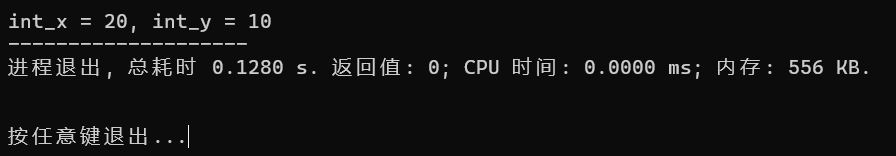 int_x = 20, int_y = 10
--------------------
进程退出, 总耗时 0.1280 s. 返回值: 0; CPU 时间: 0.0000 ms; 内存: 556 KB.
按任意键退出...